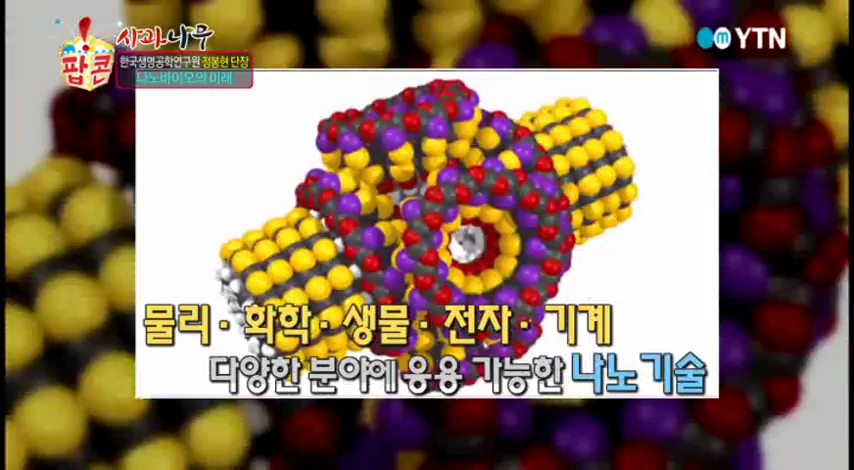 사과나무
팝콘
한국생명공학연구원 정봉현 단장
나노바이오의 미래
YTN
물리 · 화학 · 생물 · 전자 · 기계
다양한 분야에 응용 가능한 나노 기술